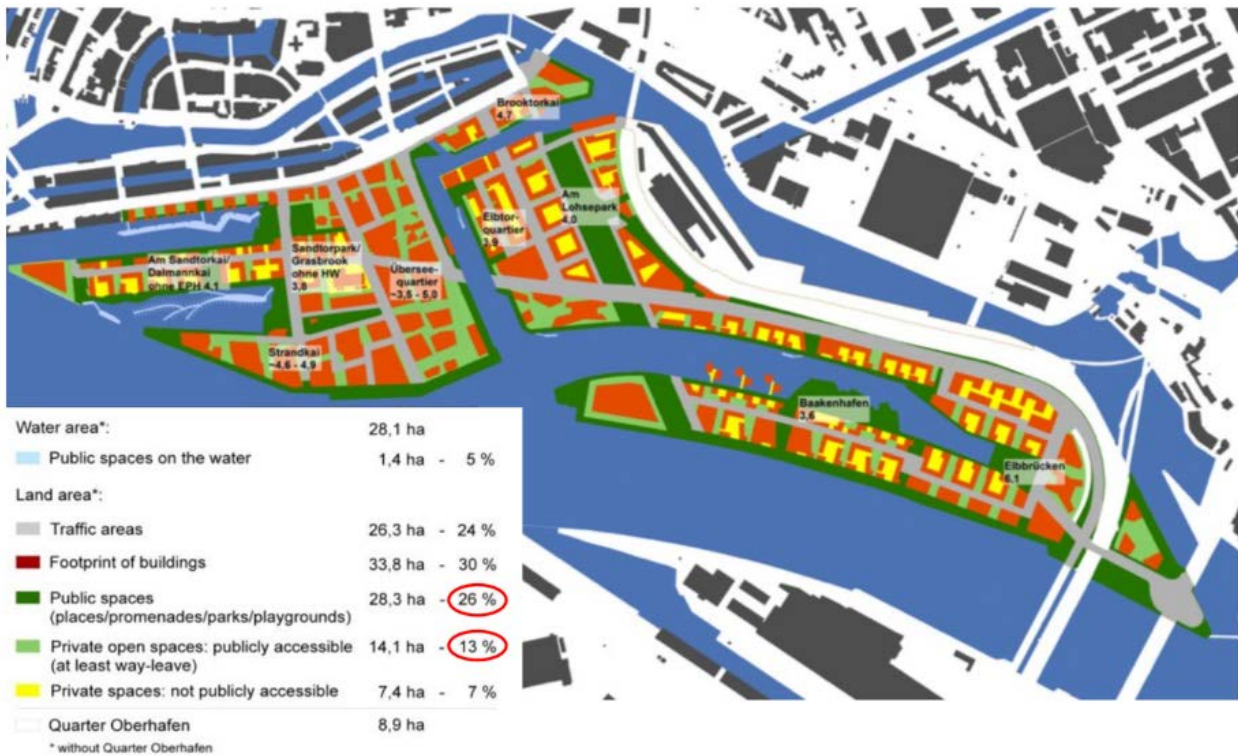 Brooktorkai
4.7
Am
Lohsepark
4.0
Elbtor-
quartier
3.9
Am Sandtorkai/
Dalmannkai
ohne EPH 4.1
Sandtorpark/
Grasbrook
ohne HW
3,8
Übersee-
quartier
~3,5 - 5,0
Strandkai
~4,6 - 4,9
Baakenhafen
3,6
Elbbrücken
6,1
Water area*: 28,1 ha
Public spaces on the water 1,4 ha - 5 %
Land area*:
Traffic areas 26,3 ha - 24 %
Footprint of buildings 33,8 ha - 30 %
Public spaces 28,3 ha - 26 %
(places/promenades/parks/playgrounds)
Private open spaces: publicly accessible 14,1 ha - 13 %
(at least way-leave)
Private spaces: not publicly accessible 7,4 ha - 7 %
Quarter Oberhafen 8,9 ha
* without Quarter Oberhafen